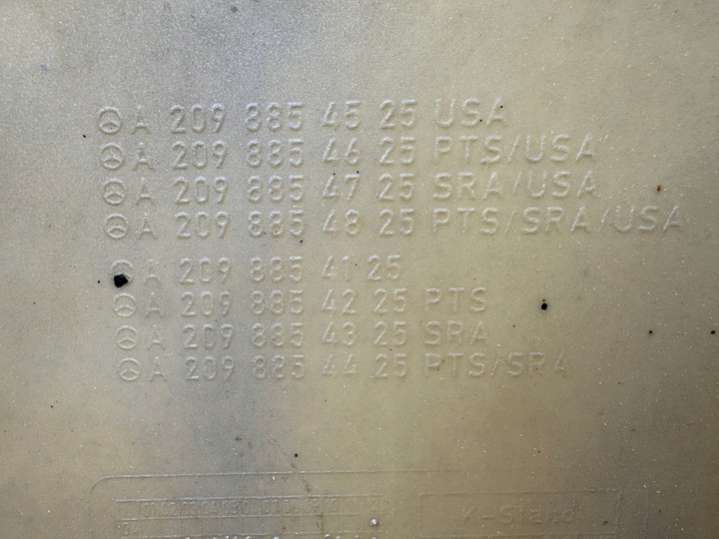 A 209 885 45 25 USA
A 209 885 46 25 PTS/USA
A 209 885 47 25 SRA/USA
A 209 885 48 25 PTS/SRA/USA
A 209 885 41 25
A 209 885 42 25 PTS
A 209 885 43 25 SRA
A 209 885 44 25 PTS/SRA